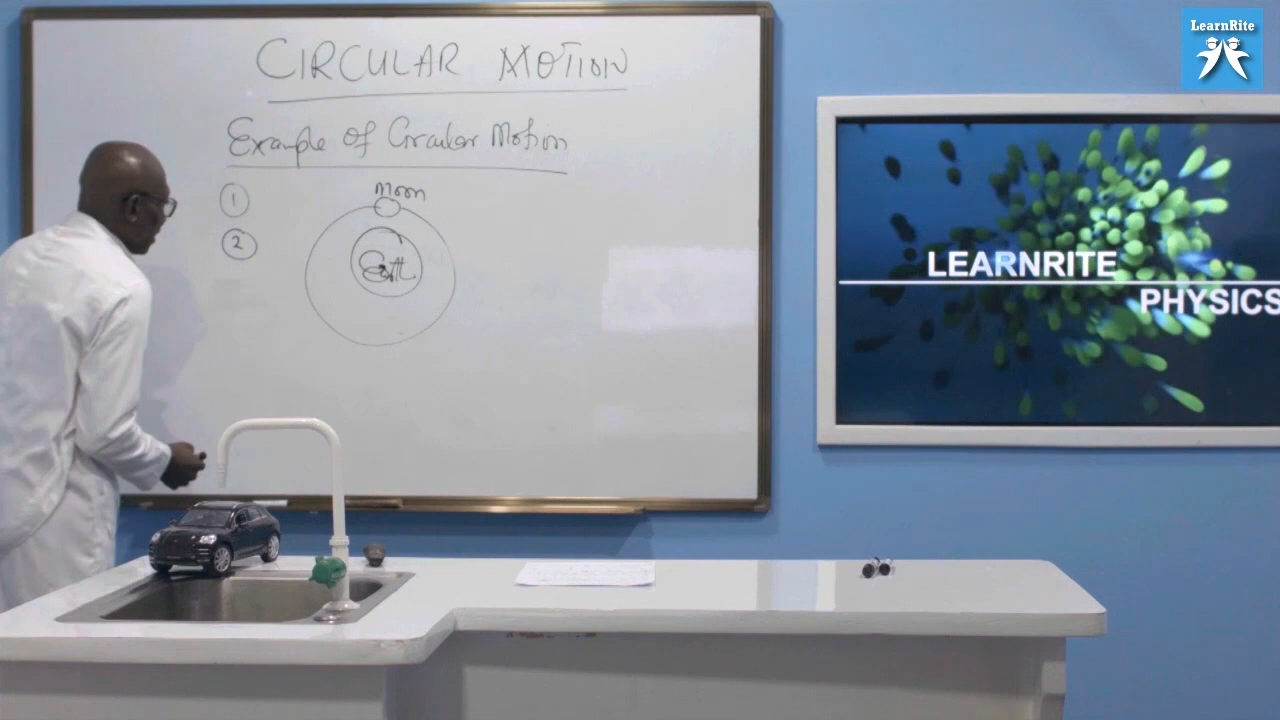 CIRCULAR MOTION
Example Of Circular Motion
1
Moon
2
Earth
LearnRite
LEARNRITE
PHYSICS